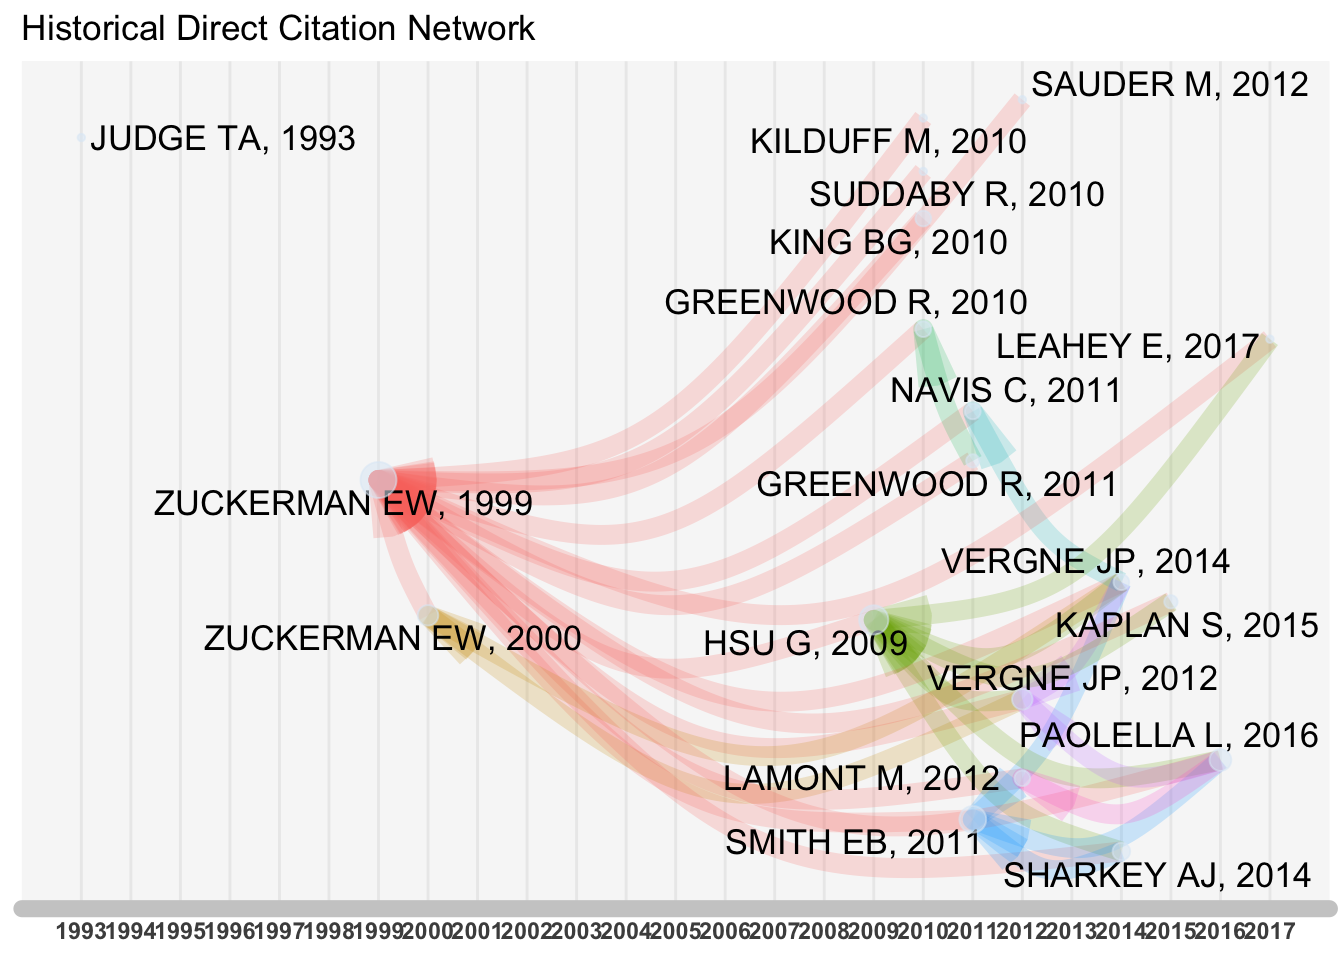 Historical Direct Citation Network
SAUDER M, 2012
JUDGE TA, 1993
KILDUFF M, 2010
SUDDABY R, 2010
KING BG, 2010
GREENWOOD R, 2010
LEAHEY E, 2017
NAVIS C, 2011
GREENWOOD R, 2011
ZUCKERMAN EW, 1999
VERGNE JP, 2014
KAPLAN S, 2015
ZUCKERMAN EW, 2000
HSU G, 2009
VERGNE JP, 2012
PAOLELLA L, 2016
LAMONT M, 2012
SMITH EB, 2011
SHARKEY AJ, 2014
1993 1994 1995 1996 1997 1998 1999 2000 2001 2002 2003 2004 2005 2006 2007 2008 2009 2010 2011 2012 2013 2014 2015 2016 2017